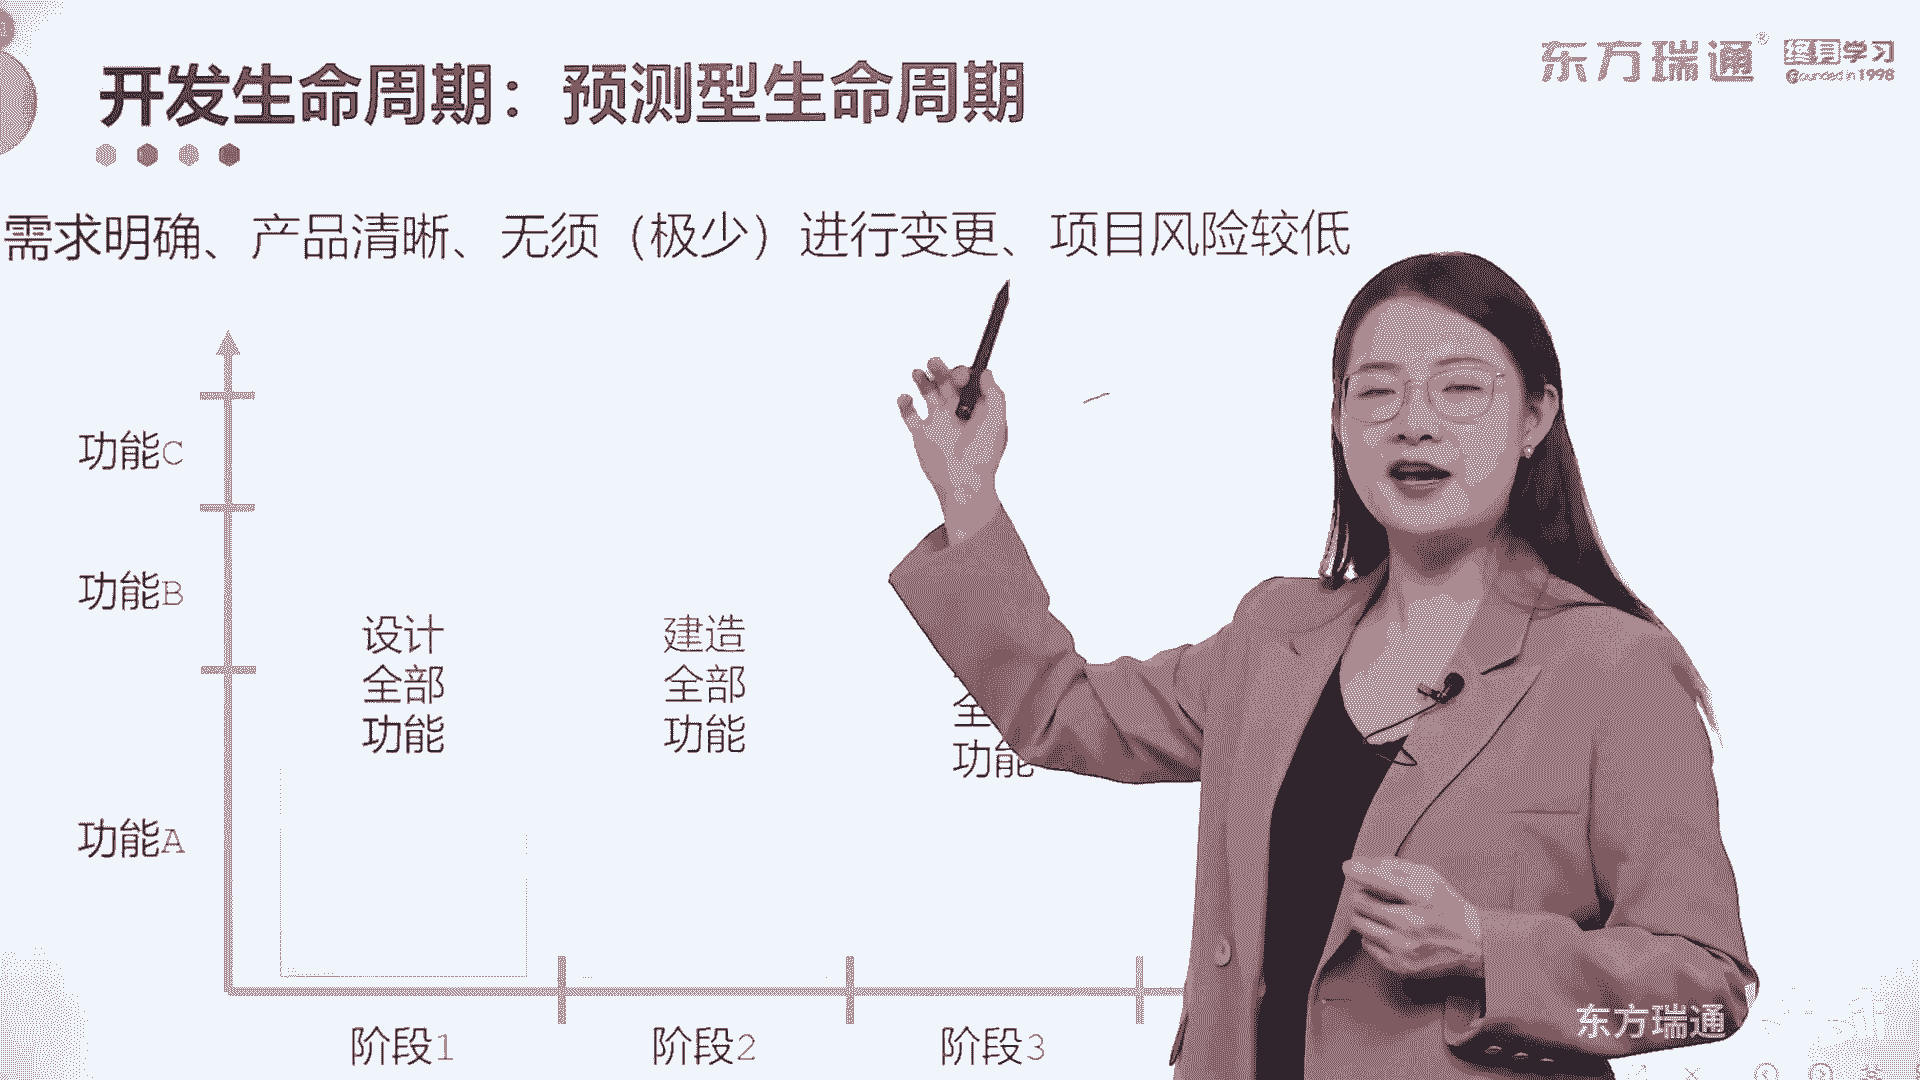 开发生命周期：预测型生命周期
东方瑞通®
终身学习
Founded in 1998
需求明确、产品清晰、无须（极少）进行变更、项目风险较低
功能C
功能B
功能A
设计
全部
功能
建造
全部
功能
全
功能
阶段1
阶段2
阶段3
东方瑞通